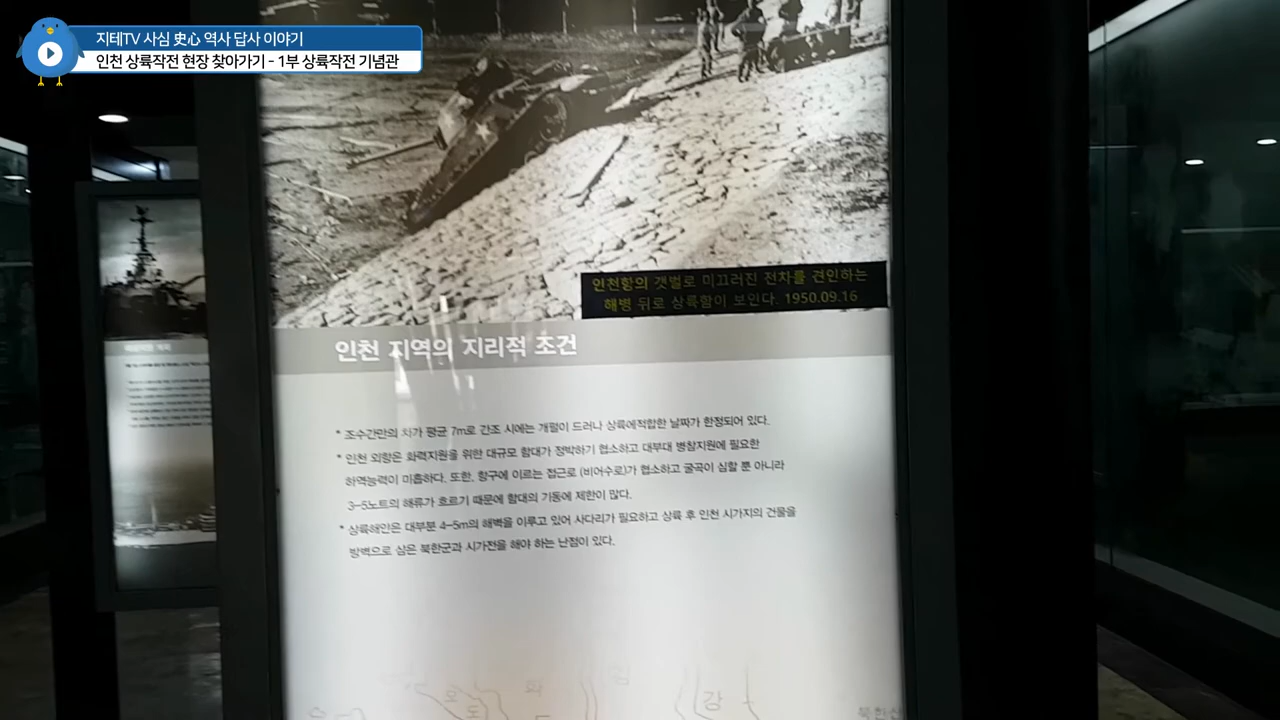 지테TV 사심 史心 역사 답사 이야기
인천 상륙작전 현장 찾아가기 - 1부 상륙작전 기념관
인천항의 갯벌로 미끄러진 전차를 견인하는
해병 뒤로 상륙함이 보인다. 1950.09.16
인천 지역의 지리적 조건
* 조수간만의 차가 평균 7m로 간조 시에는 개펄이 드러나 상륙에적합한 날짜가 한정되어 있다.
* 인천 외항은 화력지원을 위한 대규모 함대가 정박하기 협소하고 대부대 병참지원에 필요한
하역능력이 미흡하다. 또한, 항구에 이르는 접근로 (비어수로)가 협소하고 굴곡이 심할 뿐 아니라
3-5노트의 해류가 흐르기 때문에 함대의 기동에 제한이 많다.
* 상륙해안은 대부분 4-5m의 해벽을 이루고 있어 사다리가 필요하고 상륙 후 인천 시가지의 건물을
방벽으로 삼은 북한군과 시가전을 해야 하는 난점이 있다.
강
북한산